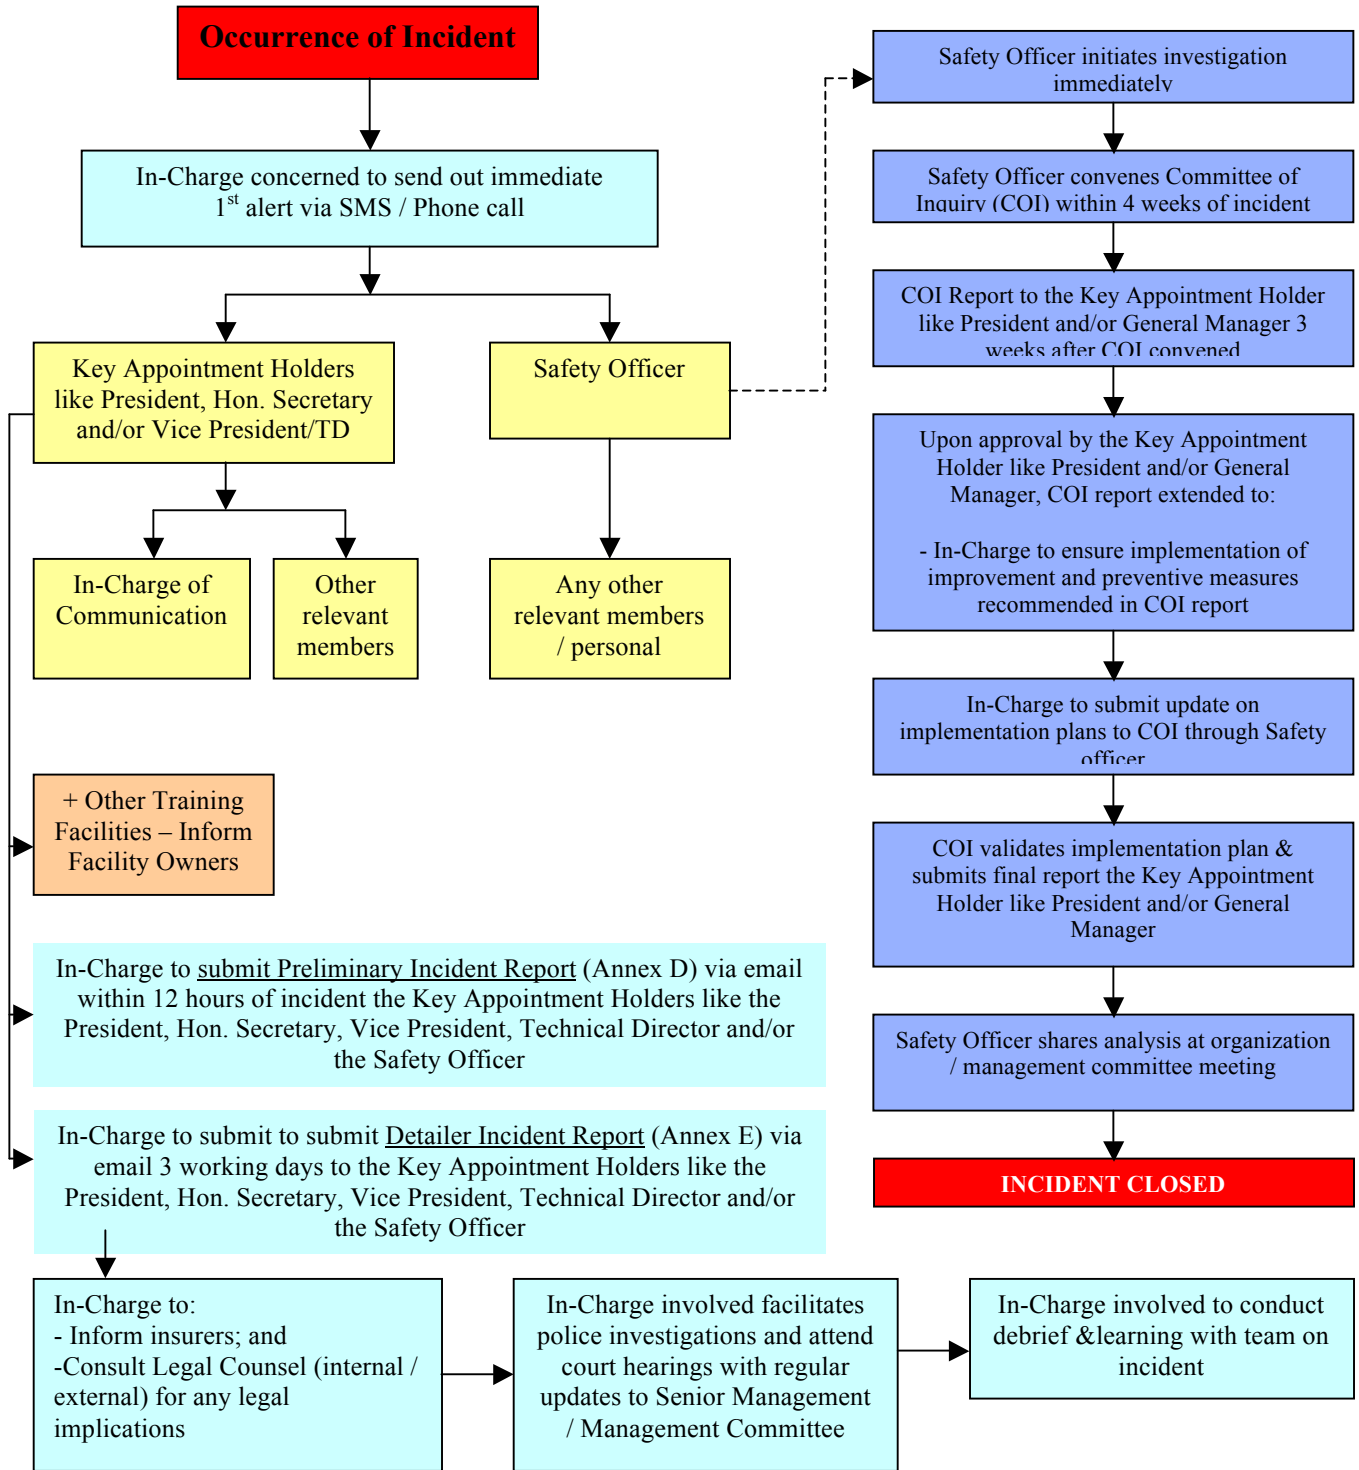 Occurrence of Incident
In-Charge concerned to send out immediate
1st alert via SMS / Phone call
Key Appointment Holders
like President, Hon. Secretary
and/or Vice President/TD
Safety Officer
In-Charge of
Communication
Other
relevant
members
Any other
relevant members
/ personal
+ Other Training
Facilities – Inform
Facility Owners
In-Charge to submit Preliminary Incident Report (Annex D) via email
within 12 hours of incident the Key Appointment Holders like the
President, Hon. Secretary, Vice President, Technical Director and/or
the Safety Officer
In-Charge to submit to submit Detailer Incident Report (Annex E) via
email 3 working days to the Key Appointment Holders like the
President, Hon. Secretary, Vice President, Technical Director and/or
the Safety Officer
In-Charge to:
- Inform insurers; and
-Consult Legal Counsel (internal /
external) for any legal
implications
In-Charge involved facilitates
police investigations and attend
court hearings with regular
updates to Senior Management
/ Management Committee
In-Charge involved to conduct
debrief &learning with team on
incident
Safety Officer initiates investigation
immediately
Safety Officer convenes Committee of
Inquiry (COI) within 4 weeks of incident
COI Report to the Key Appointment Holder
like President and/or General Manager 3
weeks after COI convened
Upon approval by the Key Appointment
Holder like President and/or General
Manager, COI report extended to:
- In-Charge to ensure implementation of
improvement and preventive measures
recommended in COI report
In-Charge to submit update on
implementation plans to COI through Safety
officer
COI validates implementation plan &
submits final report the Key Appointment
Holder like President and/or General
Manager
Safety Officer shares analysis at organization
/ management committee meeting
INCIDENT CLOSED